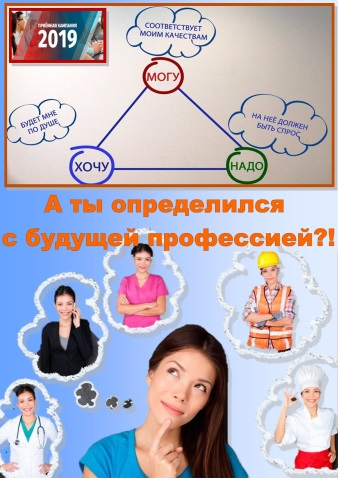 ПРИЁМНАЯ КАМПАНИЯ
2019
СООТВЕТСТВУЕТ
МОИМ КАЧЕСТВАМ
МОГУ
БУДЕТ МНЕ
ПО ДУШЕ
НА НЕЁ ДОЛЖЕН
БЫТЬ СПРОС
ХОЧУ
НАДО
А ты определился
с будущей профессией?!